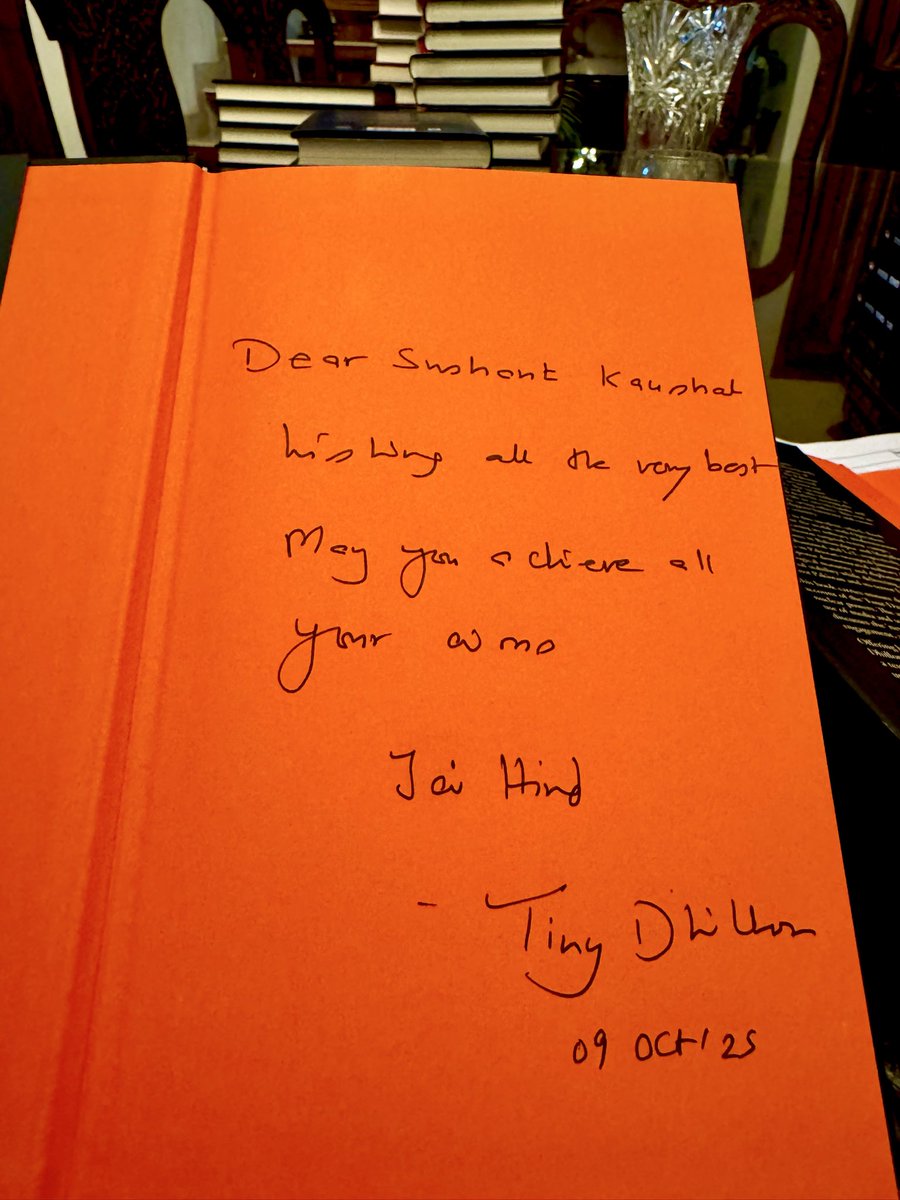 Dear Sushant Kaushal
Wishing all the very best
May you achieve all
your aims
Jai Hind
- Tiny Dhillon
09 Oct'25